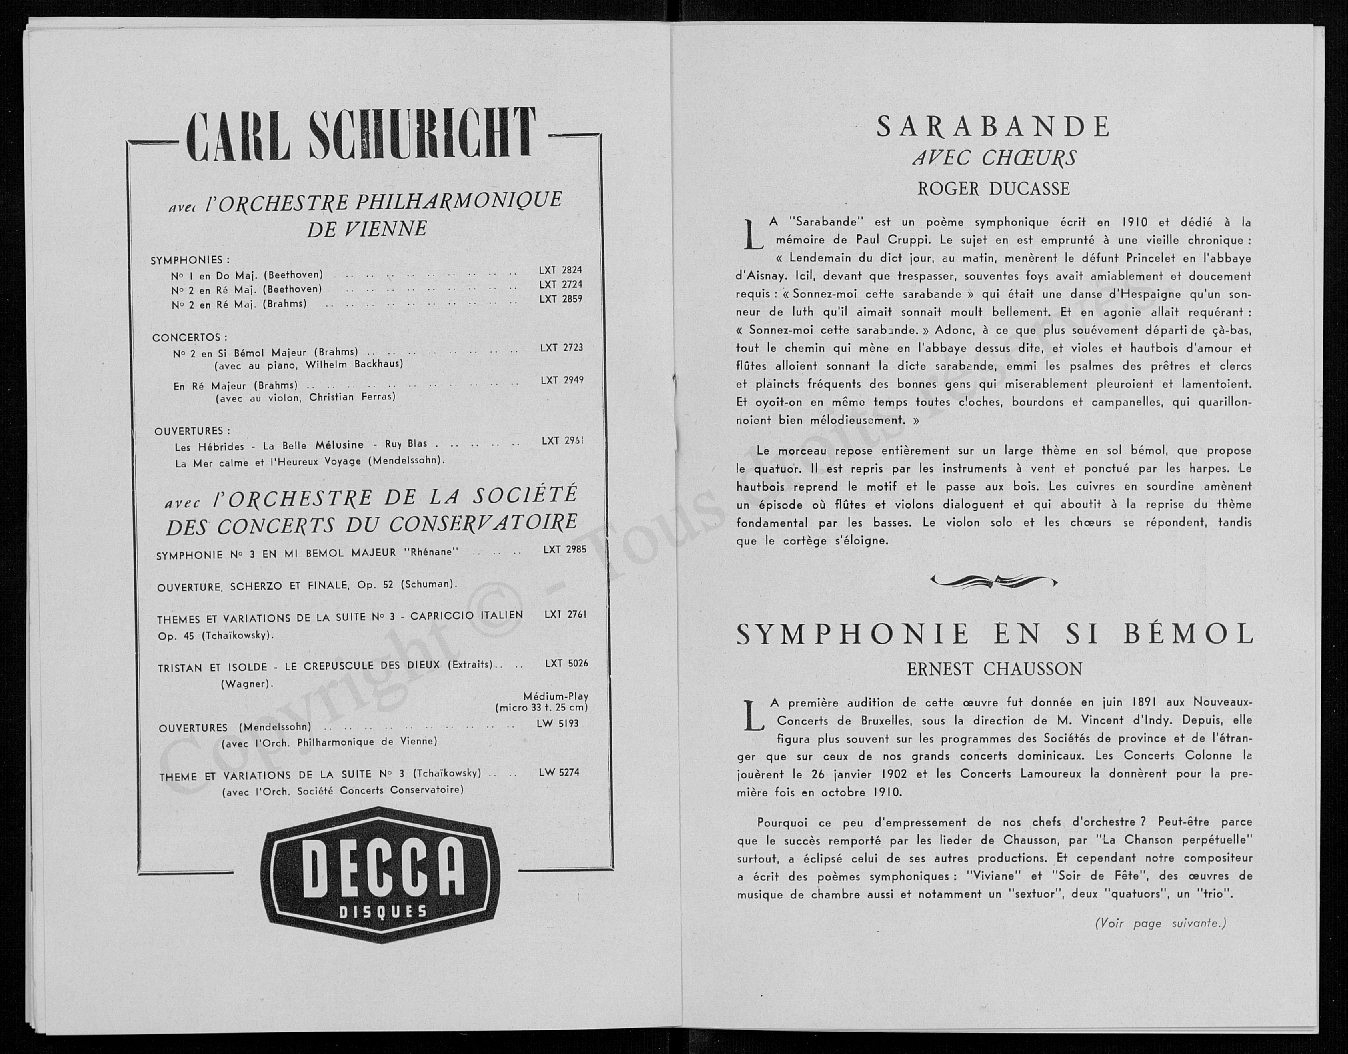 CARL SCHURICHT
avec l'ORCHESTRE PHILHARMONIQUE
DE VIENNE
SYMPHONIES :
Nº 1 en Do Maj. (Beethoven) .. .. .. .. .. .. .. .. .. LXT 2824
Nº 2 en Ré Maj. (Beethoven) .. .. .. .. .. .. .. .. .. LXT 2724
Nº 2 en Ré Maj. (Brahms) .. .. .. .. .. .. .. .. .. .. LXT 2859
CONCERTOS :
Nº 2 en Si Bémol Majeur (Brahms) .. .. .. .. .. .. .. .. LXT 2723
(avec au piano, Wilhelm Backhaus)
En Ré Majeur (Brahms) .. .. .. .. .. .. .. .. .. .. .. LXT 2949
(avec au violon, Christian Ferras)
OUVERTURES :
Les Hébrides - La Belle Mélusine - Ruy Blas . .. .. .. .. LXT 2951
La Mer calme et l'Heureux Voyage (Mendelssohn).
avec l'ORCHESTRE DE LA SOCIÉTÉ
DES CONCERTS DU CONSERVATOIRE
SYMPHONIE Nº 3 EN MI BEMOL MAJEUR "Rhénane" .. .. .. LXT 2985
OUVERTURE, SCHERZO ET FINALE, Op. 52 (Schuman).
THEMES ET VARIATIONS DE LA SUITE Nº 3 - CAPRICCIO ITALIEN LXT 2761
Op. 45 (Tchaïkowsky).
TRISTAN ET ISOLDE - LE CREPUSCULE DES DIEUX (Extraits).. .. LXT 5026
(Wagner).
Médium-Play
(micro 33 t. 25 cm)
OUVERTURES (Mendelssohn) .. .. .. .. .. .. .. .. .. .. LW 5193
(avec l'Orch. Philharmonique de Vienne)
THEME ET VARIATIONS DE LA SUITE Nº 3 (Tchaïkowsky) .. .. LW 5274
(avec l'Orch. Société Concerts Conservatoire)
DECCA
DISQUES
SARABANDE
AVEC CHŒURS
ROGER DUCASSE
LA "Sarabande" est un poème symphonique écrit en 1910 et dédié à la
mémoire de Paul Cruppi. Le sujet en est emprunté à une vieille chronique :
« Lendemain du dict jour, au matin, menèrent le défunt Princelet en l'abbaye
d'Aisnay. Icil, devant que trespasser, souventes foys avait amiablement et doucement
requis : « Sonnez-moi cette sarabande » qui était une danse d'Hespaigne qu'un son-
neur de luth qu'il aimait sonnait moult bellement. Et en agonie allait requérant :
« Sonnez-moi cette sarabande. » Adonc, à ce que plus souévement départi de çà-bas,
tout le chemin qui mène en l'abbaye dessus dite, et violes et hautbois d'amour et
flûtes alloient sonnant la dicte sarabende, emmi les psalmes des prêtres et clercs
et plaincts fréquents des bonnes gens qui miserablement pleuroient et lamentoient.
Et oyoit-on en même temps toutes cloches, bourdons et campanelles, qui quarillon-
noient bien mélodieusement. »
Le morceau repose entièrement sur un large thème en sol bémol, que propose
le quatuor. Il est repris par les instruments à vent et ponctué par les harpes. Le
hautbois reprend le motif et le passe aux bois. Les cuivres en sourdine amènent
un épisode où flûtes et violons dialoguent et qui aboutit à la reprise du thème
fondamental par les basses. Le violon solo et les chœurs se répondent, tandis
que le cortège s'éloigne.
SYMPHONIE EN SI BÉMOL
ERNEST CHAUSSON
LA première audition de cette œuvre fut donnée en juin 1891 aux Nouveaux-
Concerts de Bruxelles, sous la direction de M. Vincent d'Indy. Depuis, elle
figura plus souvent sur les programmes des Sociétés de province et de l'étran-
ger que sur ceux de nos grands concerts dominicaux. Les Concerts Colonne la
jouèrent le 26 janvier 1902 et les Concerts Lamoureux la donnèrent pour la pre-
mière fois en octobre 1910.
Pourquoi ce peu d'empressement de nos chefs d'orchestre ? Peut-être parce
que le succès remporté par les lieder de Chausson, par "La Chanson perpétuelle"
surtout, a éclipsé celui de ses autres productions. Et cependant notre compositeur
a écrit des poèmes symphoniques : "Viviane" et "Soir de Fête", des œuvres de
musique de chambre aussi et notamment un "sextuor", deux "quatuors", un "trio".
(Voir page suivante.)
Copyright © - Tous droits réservés.